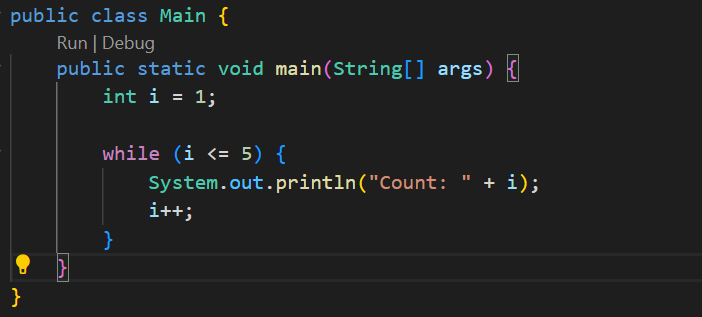 public class Main {
    Run | Debug
    public static void main(String[] args) {
        int i = 1;

        while (i <= 5) {
            System.out.println("Count: " + i);
            i++;
        }
    }
}